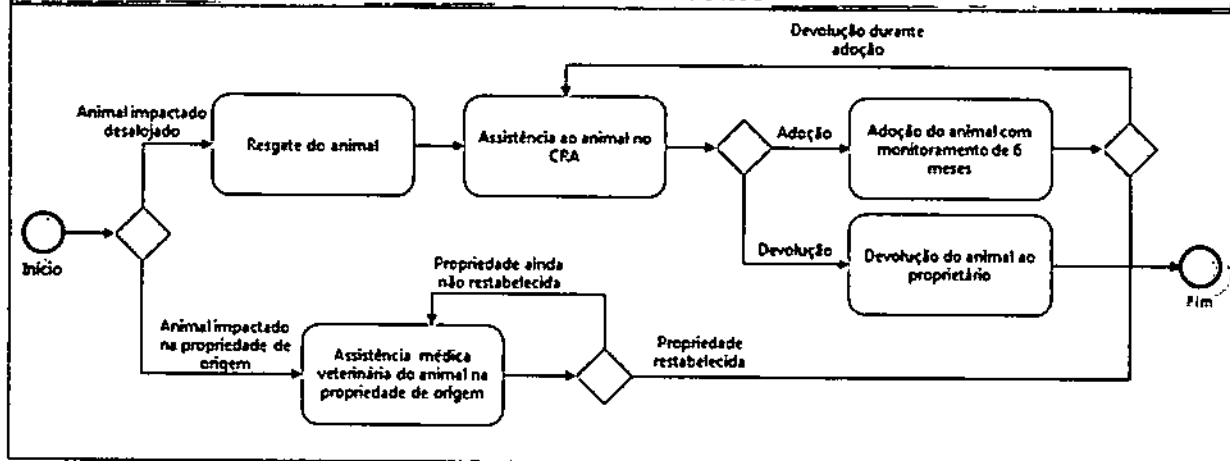 Devolução durante
adoção
Animal impactado
desalojado
Resgate do animal
Assistência ao animal no
CRA
Adoção
Adoção do animal com
monitoramento de 6
meses
Início
Devolução
Devolução do animal ao
proprietário
Fim
Propriedade ainda
não restabelecida
Animal impactado
na propriedade de
origem
Assistência médica
veterinária do animal na
propriedade de origem
Propriedade
restabelecida